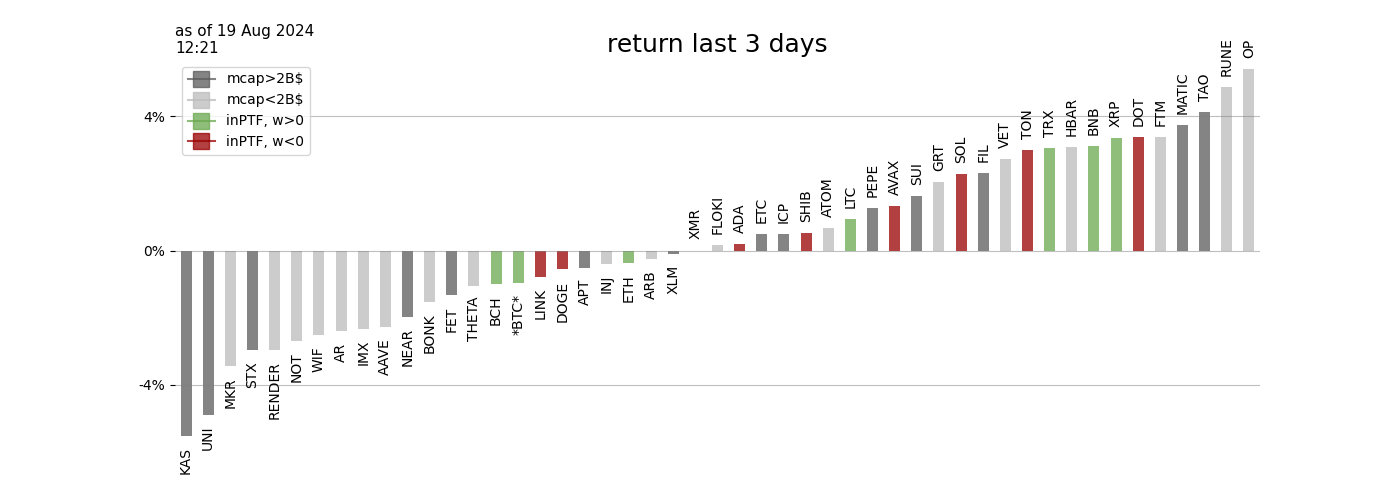 as of 19 Aug 2024
12:21
return last 3 days
mcap>2B$
mcap<2B$
inPTF, w>0
inPTF, w<0
4%
0%
-4%
KAS
UNI
MKR
STX
RENDER
NOT
WIF
AR
IMX
AAVE
NEAR
BONK
FET
THETA
BCH
*BTC*
LINK
DOGE
APT
INJ
ETH
ARB
XLM
XMR
FLOKI
ADA
ETC
ICP
SHIB
ATOM
LTC
PEPE
AVAX
SUI
GRT
SOL
FIL
VET
TON
TRX
HBAR
BNB
XRP
DOT
FTM
MATIC
TAO
RUNE
OP